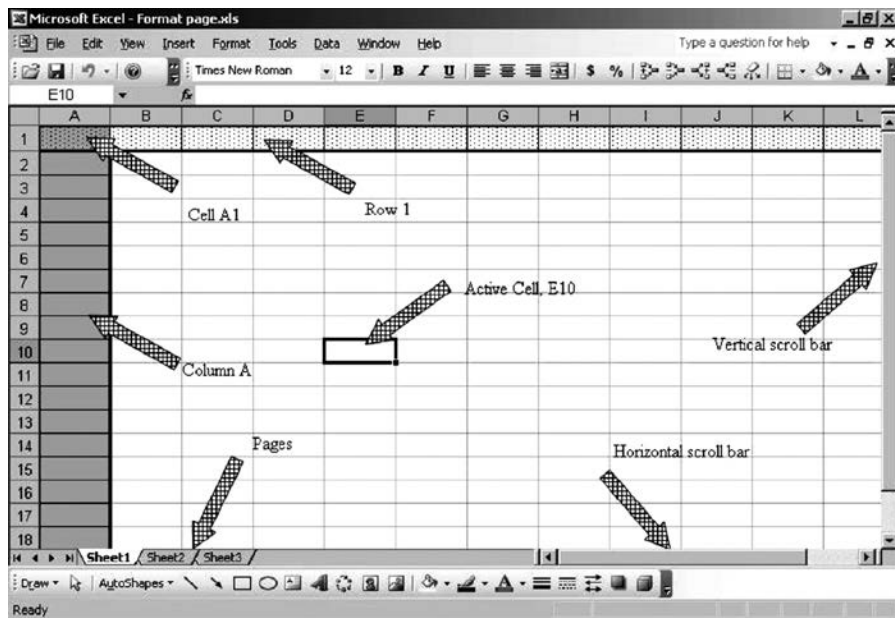 Microsoft Excel - Format page.xls
File Edit View Insert Format Tools Data Window Help Type a question for help
Times New Roman 12 B I U $ %
E10 fx
A B C D E F G H I J K L
1
2
3
4 Cell A1 Row 1
5
6
7 Active Cell, E10
8
9
10 Vertical scroll bar
11 Column A
12
13
14 Pages Horizontal scroll bar
15
16
17
18
Sheet1 Sheet2 Sheet3
Draw AutoShapes A
Ready